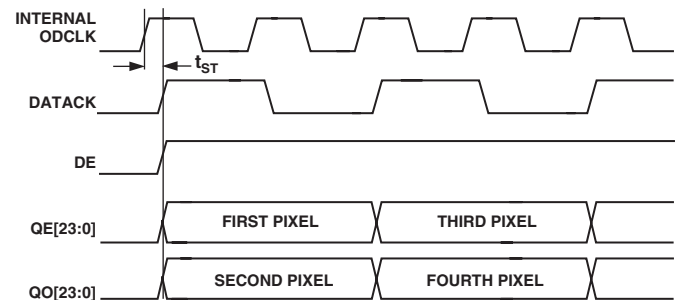 INTERNAL
ODCLK
tST
DATACK
DE
QE[23:0]
FIRST PIXEL
THIRD PIXEL
QO[23:0]
SECOND PIXEL
FOURTH PIXEL